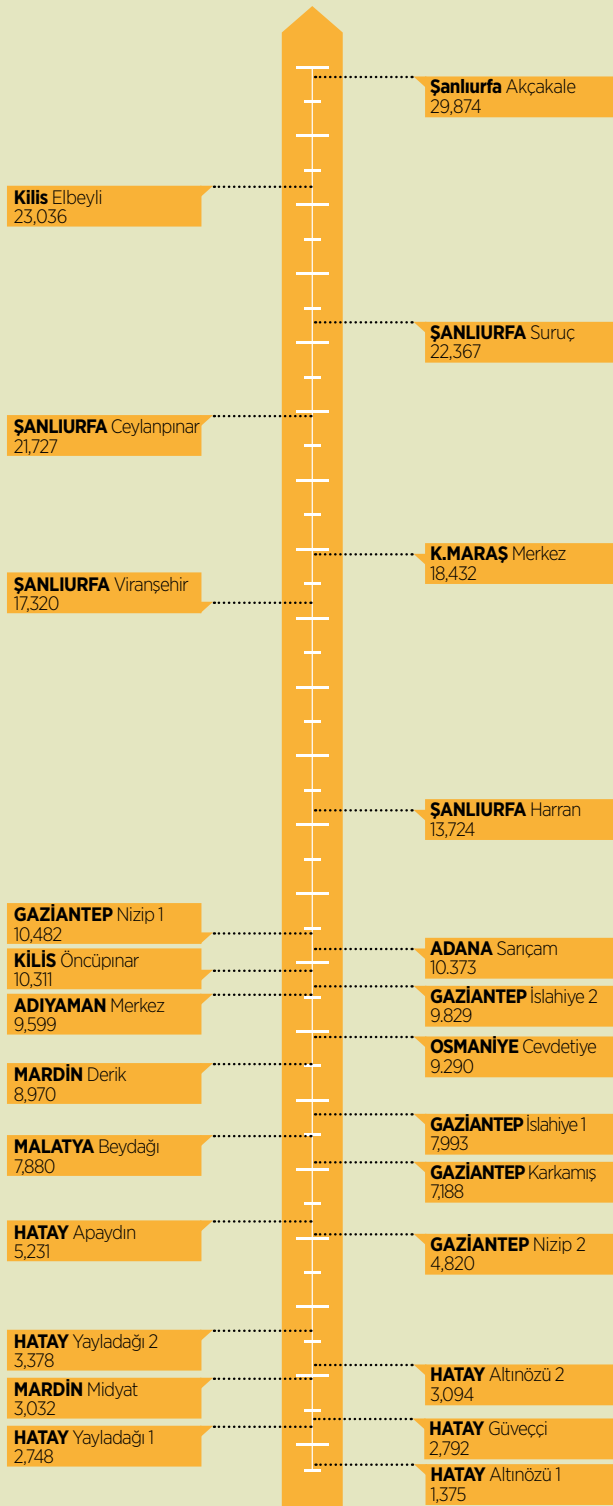 Şanlıurfa Akçakale
29,874
Kilis Elbeyli
23,036
ŞANLIURFA Suruç
22,367
ŞANLIURFA Ceylanpınar
21,727
K.MARAŞ Merkez
18,432
ŞANLIURFA Viranşehir
17,320
ŞANLIURFA Harran
13,724
GAZİANTEP Nizip 1
10,482
ADANA Sarıçam
10.373
KİLİS Öncüpınar
10,311
GAZİANTEP İslahiye 2
9.829
ADIYAMAN Merkez
9,599
OSMANİYE Cevdetiye
9.290
MARDİN Derik
8,970
GAZİANTEP İslahiye 1
7,993
MALATYA Beydağı
7,880
GAZİANTEP Karkamış
7,188
HATAY Apaydın
5,231
GAZİANTEP Nizip 2
4,820
HATAY Yayladağı 2
3,378
HATAY Altınözü 2
3,094
MARDİN Midyat
3,032
HATAY Güveççi
2,792
HATAY Yayladağı 1
2,748
HATAY Altınözü 1
1,375